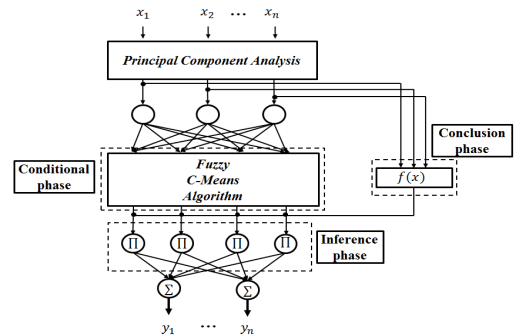 x₁ x₂ ... xₙ
Principal Component Analysis
Conclusion
phase
Conditional
phase
Fuzzy
C-Means
Algorithm
f(x)
Π Π Π Π
Inference
phase
Σ Σ
y₁ ... yₙ